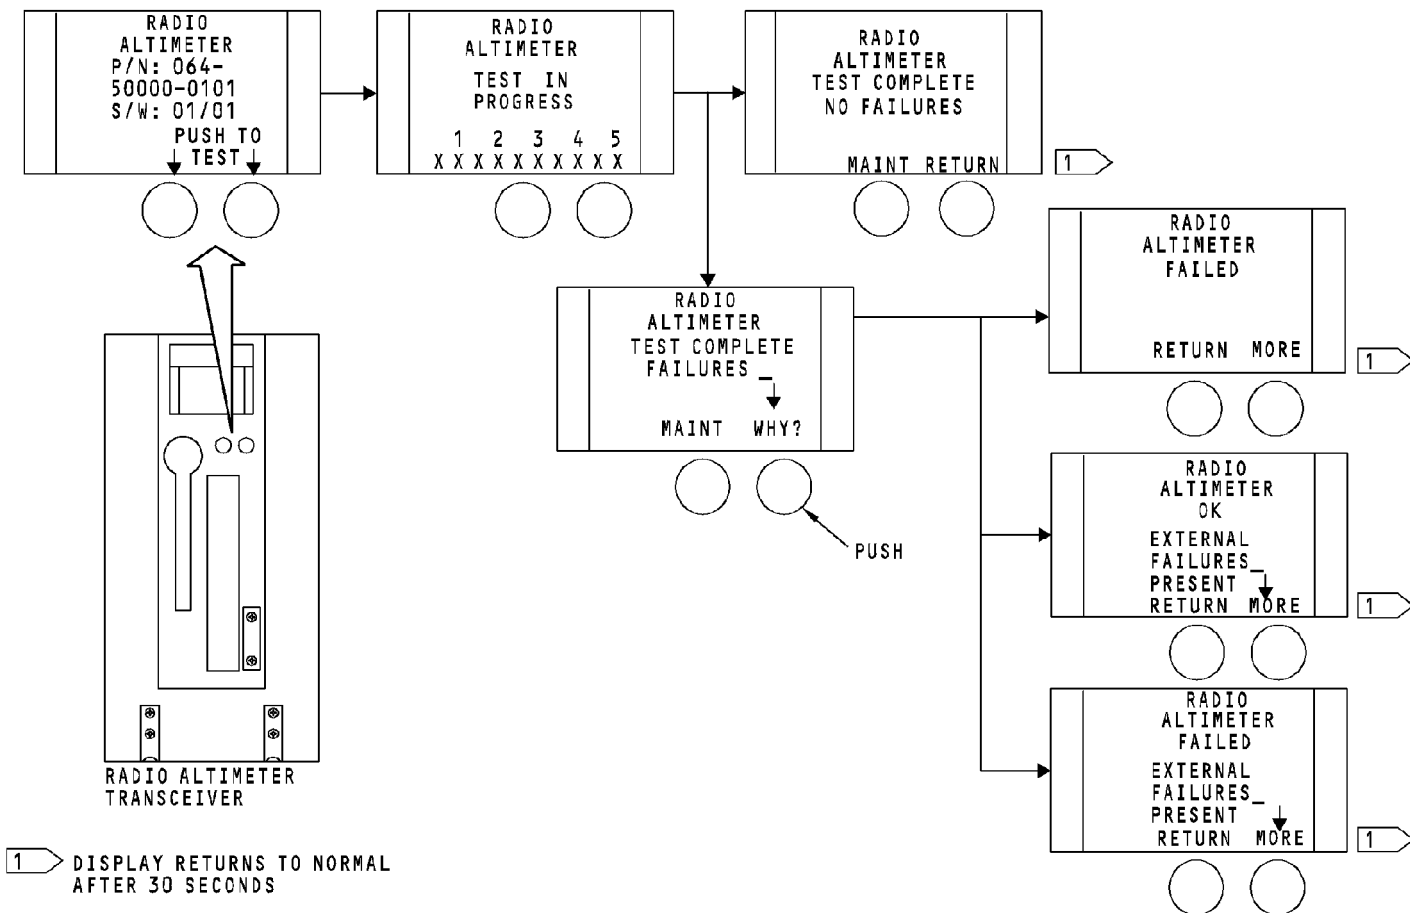 RADIO
ALTIMETER
P/N: 064-
50000-0101
S/W: 01/01
PUSH TO
TEST
RADIO
ALTIMETER
TEST IN
PROGRESS
1 2 3 4 5
X X X X X X X X X X
RADIO
ALTIMETER
TEST COMPLETE
NO FAILURES
MAINT RETURN
1
RADIO
ALTIMETER
TEST COMPLETE
FAILURES _
MAINT WHY?
PUSH
RADIO
ALTIMETER
FAILED
RETURN MORE
1
RADIO
ALTIMETER
OK
EXTERNAL
FAILURES_
PRESENT
RETURN MORE
1
RADIO
ALTIMETER
FAILED
EXTERNAL
FAILURES_
PRESENT
RETURN MORE
1
RADIO ALTIMETER
TRANSCEIVER
1 DISPLAY RETURNS TO NORMAL
AFTER 30 SECONDS